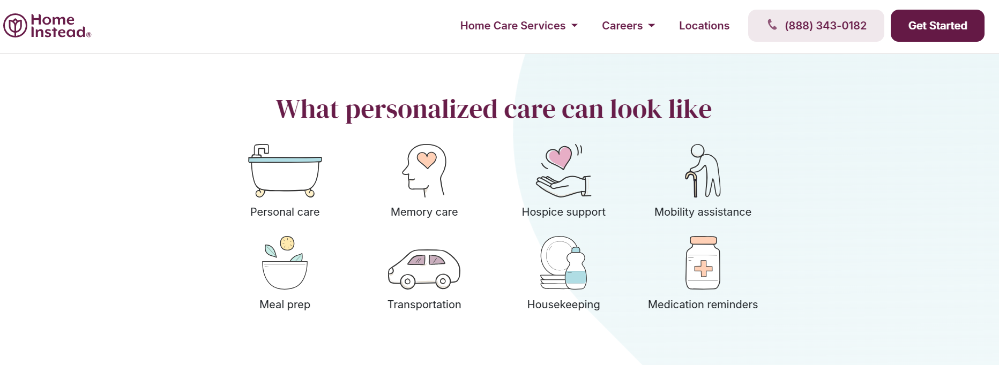 Home
Instead®
Home Care Services
Careers
Locations
(888) 343-0182
Get Started
What personalized care can look like
Personal care
Memory care
Hospice support
Mobility assistance
Meal prep
Transportation
Housekeeping
Medication reminders